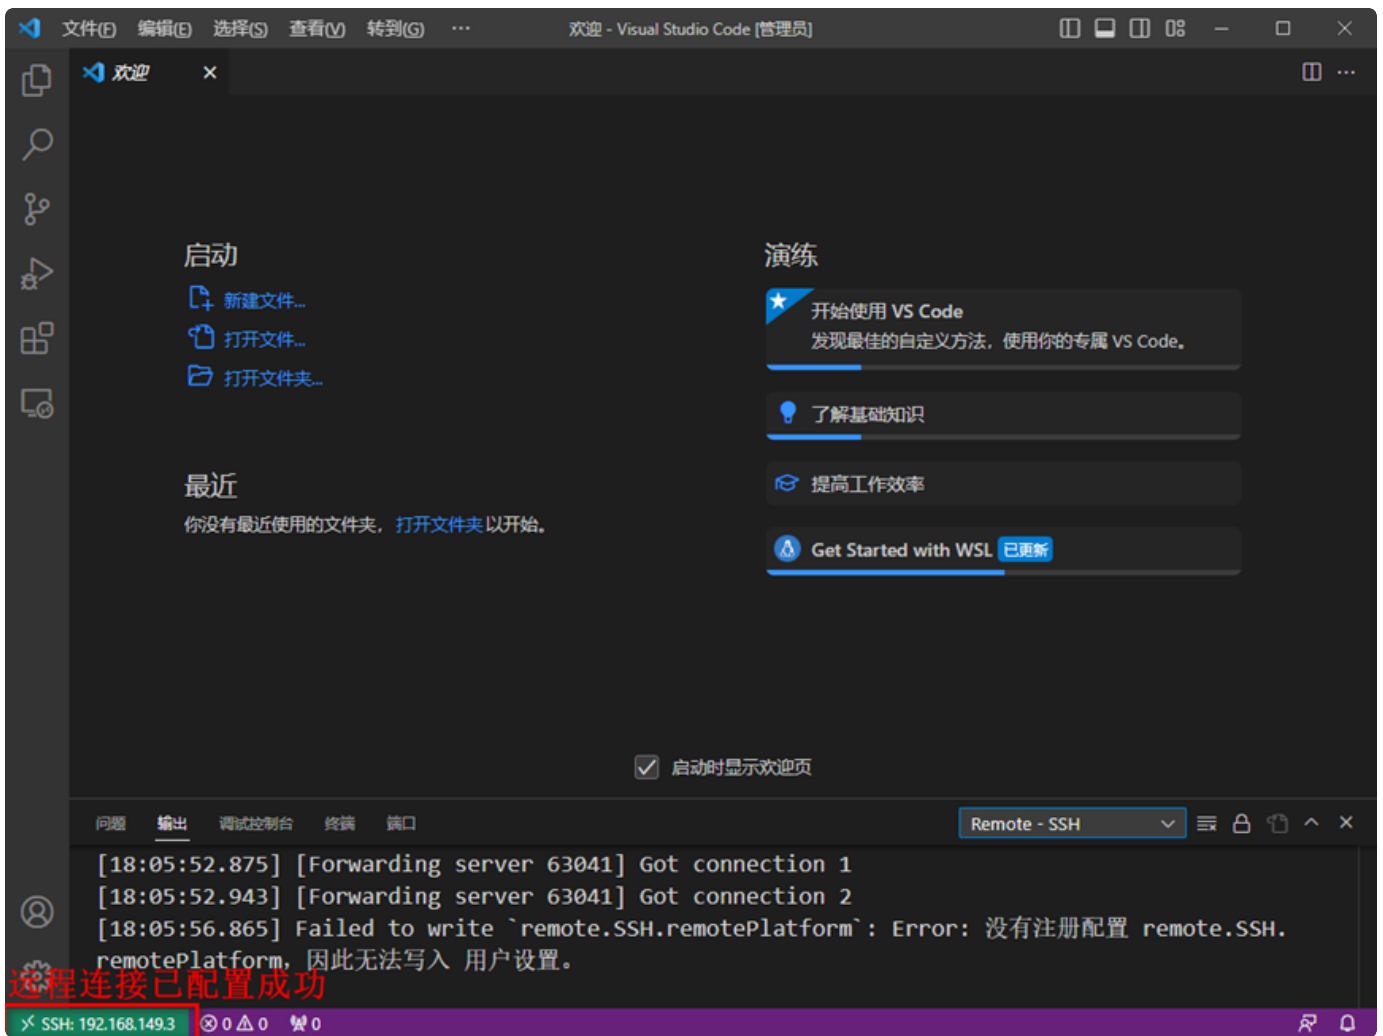 文件(F) 编辑(E) 选择(S) 查看(V) 转到(G) ··· 欢迎 - Visual Studio Code [管理员]
欢迎
启动
新建文件...
打开文件...
打开文件夹...
最近
你没有最近使用的文件夹，打开文件夹以开始。
演练
开始使用 VS Code
发现最佳的自定义方法，使用你的专属 VS Code。
了解基础知识
提高工作效率
Get Started with WSL 已更新
启动时显示欢迎页
问题 输出 调试控制台 终端 端口 Remote - SSH
[18:05:52.875] [Forwarding server 63041] Got connection 1
[18:05:52.943] [Forwarding server 63041] Got connection 2
[18:05:56.865] Failed to write `remote.SSH.remotePlatform`: Error: 没有注册配置 remote.SSH.
remotePlatform，因此无法写入 用户设置。
远程连接已配置成功
SSH: 192.168.149.3 0 0 0